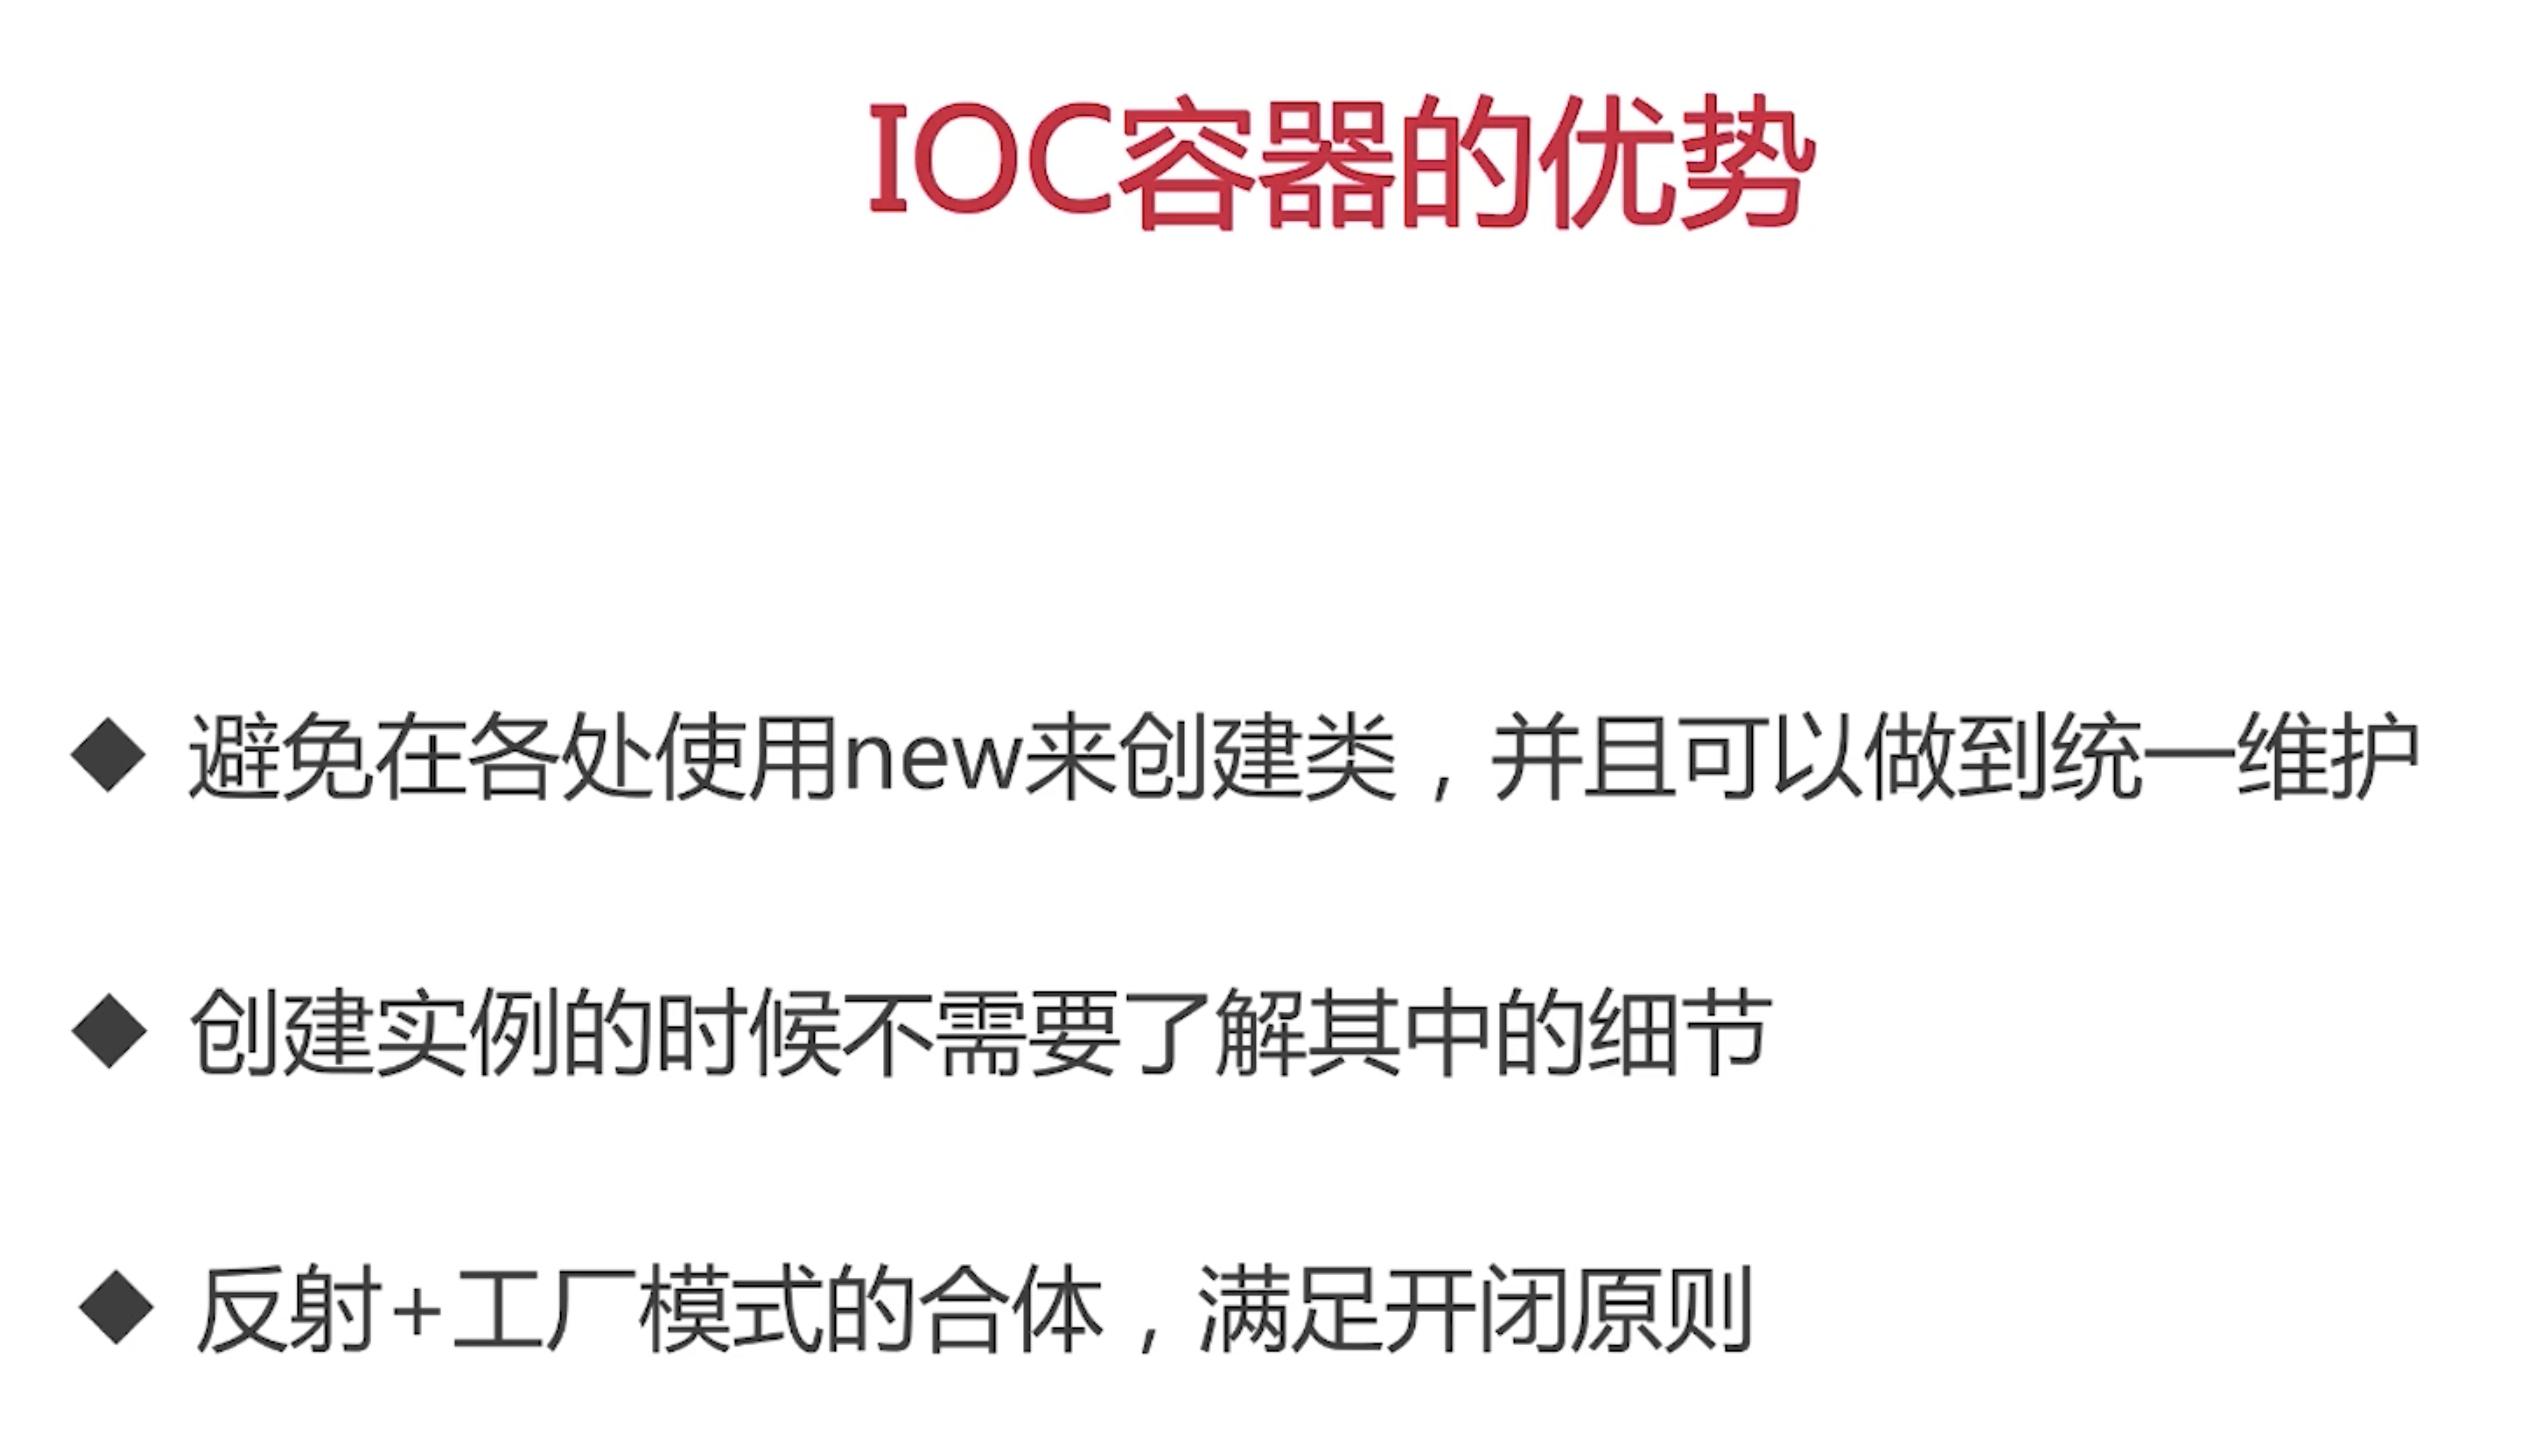 IOC容器的优势
◆ 避免在各处使用new来创建类，并且可以做到统一维护
◆ 创建实例的时候不需要了解其中的细节
◆ 反射+工厂模式的合体，满足开闭原则